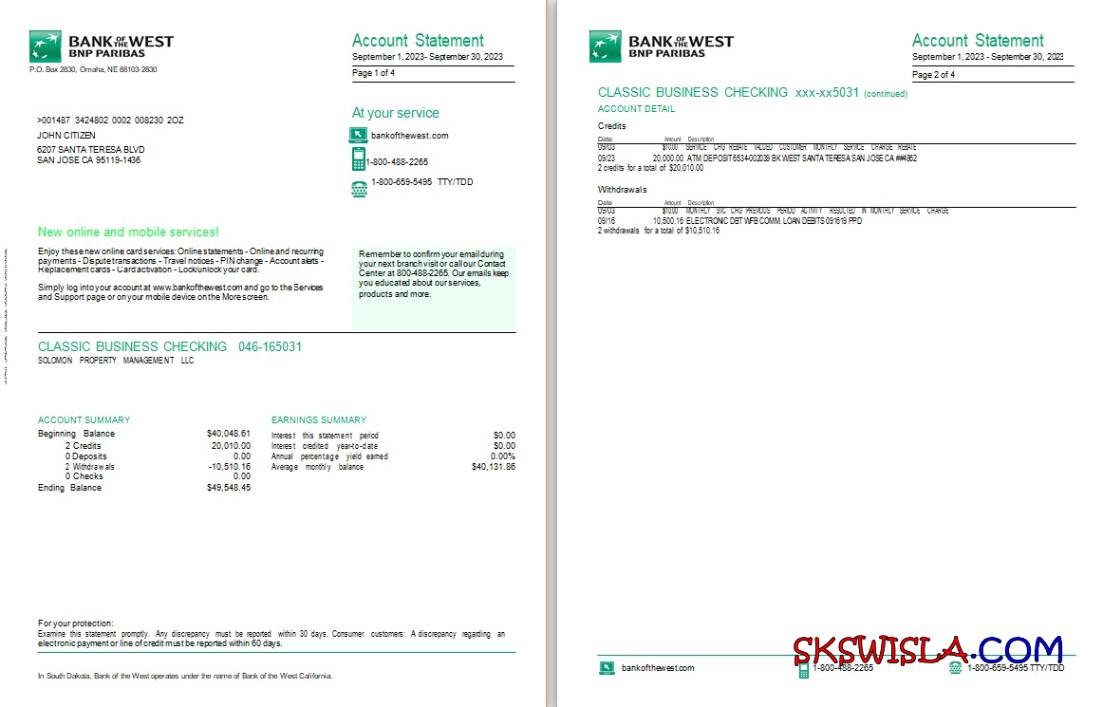 BANK OF THE WEST
BNP PARIBAS
P.O. Box 2830, Omaha, NE 68103-2830
Account Statement
September 1, 2023- September 30, 2023
Page 1 of 4
>001487 3424802 0002 008230 2OZ
JOHN CITIZEN
6207 SANTA TERESA BLVD
SAN JOSE CA 95119-1436
At your service
bankofthewest.com
1-800-488-2265
1-800-659-5495 TTY/TDD
New online and mobile services!
Enjoy these new online card services: Online statements - Online and recurring
payments - Dispute transactions - Travel notices - PIN change - Account alerts -
Replacement cards - Card activation - Lock/unlock your card.
Simply log into your account at www.bankofthewest.com and go to the Services
and Support page or on your mobile device on the More screen.
Remember to confirm your email during
your next branch visit or call our Contact
Center at 800-488-2265. Our emails keep
you educated about our services,
products and more.
CLASSIC BUSINESS CHECKING 046-165031
SOLOMON PROPERTY MANAGEMENT LLC
ACCOUNT SUMMARY
Beginning Balance $40,048.61
2 Credits 20,010.00
0 Deposits 0.00
2 Withdrawals -10,510.16
0 Checks 0.00
Ending Balance $49,548.45
EARNINGS SUMMARY
Interest this statement period $0.00
Interest credited year-to-date $0.00
Annual percentage yield earned 0.00%
Average monthly balance $40,131.86
For your protection:
Examine this statement promptly. Any discrepancy must be reported within 30 days. Consumer customers: A discrepancy regarding an
electronic payment or line of credit must be reported within 60 days.
In South Dakota, Bank of the West operates under the name of Bank of the West California.
BANK OF THE WEST
BNP PARIBAS
Account Statement
September 1, 2023 - September 30, 2023
Page 2 of 4
CLASSIC BUSINESS CHECKING xxx-xx5031 (continued)
ACCOUNT DETAIL
Credits
Date Amount Description
09/03 $10.00 SERVICE CHG REBATE VALUED CUSTOMER MONTHLY SERVICE CHARGE REBATE
09/23 20,000.00 ATM DEPOSIT 6534-002039 BK WEST SANTA TERESA SAN JOSE CA ##4862
2 credits for a total of $20,010.00
Withdrawals
Date Amount Description
09/03 $10.00 MONTHLY SVC CHG PREVIOUS PERIOD ACTIVITY RESULTED IN MONTHLY SERVICE CHARGE
09/16 10,500.16 ELECTRONIC DBT WFB COMM. LOAN DEBITS 091619 PPD
2 withdrawals for a total of $10,510.16
SKSWISLA.COM
bankofthewest.com
1-800-488-2265
1-800-659-5495 TTY/TDD